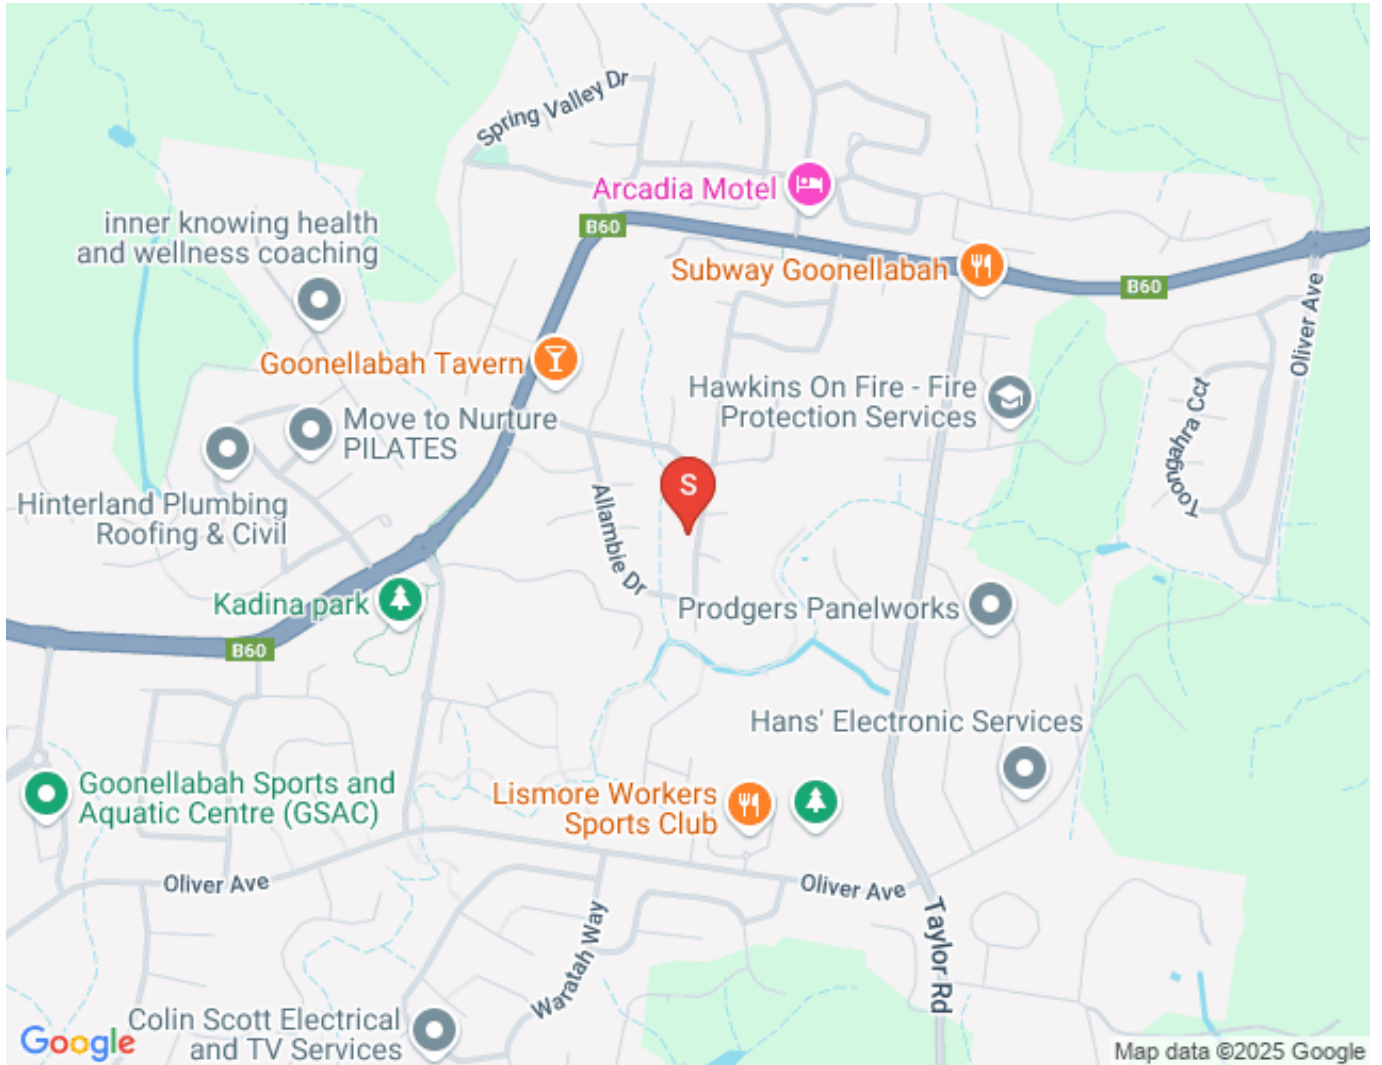 Spring Valley Dr
Arcadia Motel
inner knowing health
and wellness coaching
B60
Subway Goonellabah
B60
Oliver Ave
Goonellabah Tavern
Hawkins On Fire - Fire
Protection Services
Toongahra Cct
Move to Nurture
PILATES
S
Hinterland Plumbing
Roofing & Civil
Allambie Dr
Kadina park
Prodgers Panelworks
B60
Hans' Electronic Services
Goonellabah Sports and
Aquatic Centre (GSAC)
Lismore Workers
Sports Club
Oliver Ave
Oliver Ave
Taylor Rd
Waratah Way
Colin Scott Electrical
and TV Services
Google
Map data ©2025 Google